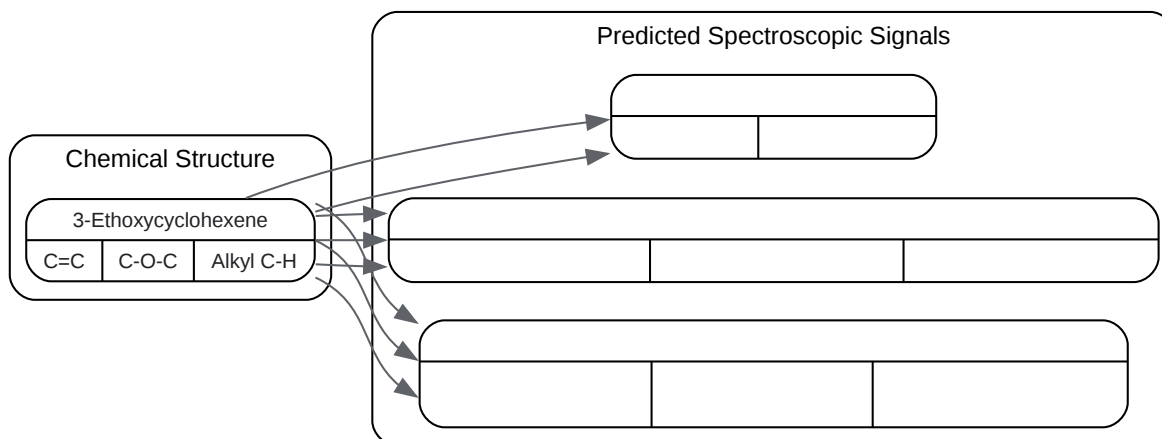 Predicted Spectroscopic Signals
Chemical Structure
3-Ethoxycyclohexene
C=C
C-O-C
Alkyl C-H